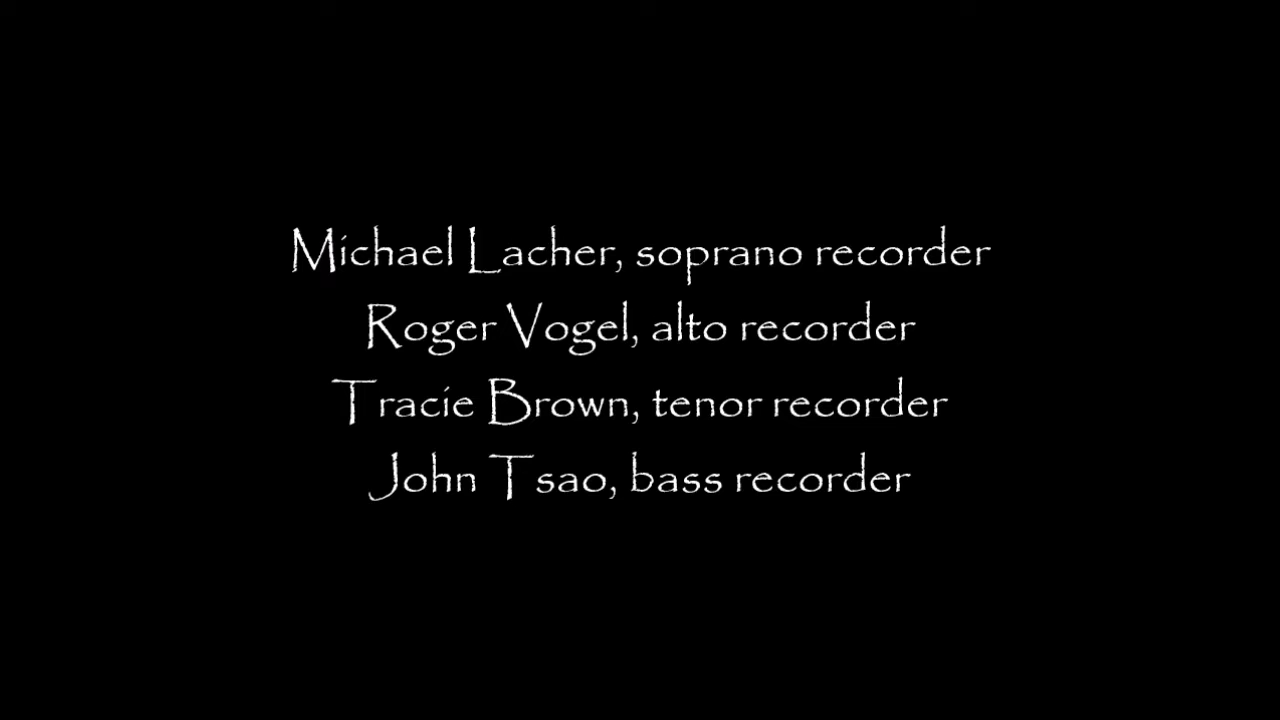 Michael Lacher, soprano recorder
Roger Vogel, alto recorder
Tracie Brown, tenor recorder
John Tsao, bass recorder